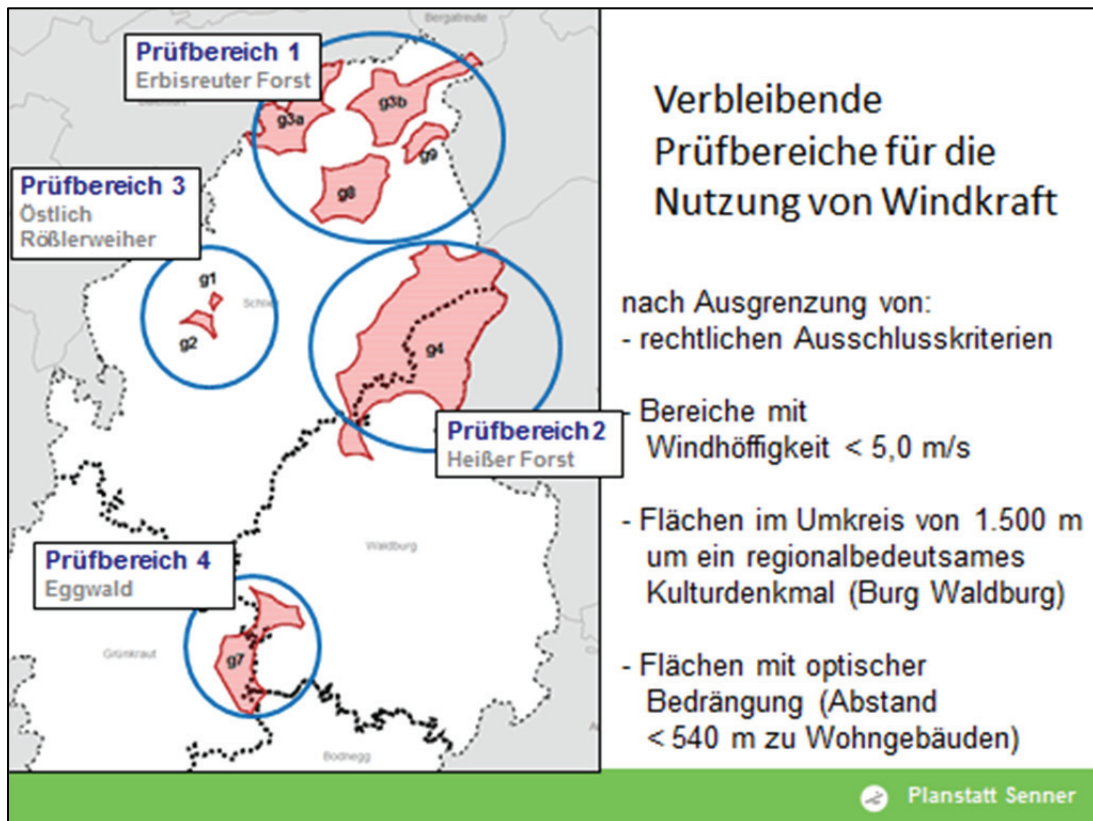 Bergatreute
Prüfbereich 1
Erbisreuter Forst
g3a
g3b
g9
g8
Prüfbereich 3
Östlich
Rößlerweiher
g1
g2
Schlier
g4
Prüfbereich 2
Heißer Forst
Waldburg
Prüfbereich 4
Eggwald
Grünkraut
g7
Bodnegg
Verbleibende
Prüfbereiche für die
Nutzung von Windkraft
nach Ausgrenzung von:
- rechtlichen Ausschlusskriterien
- Bereiche mit
Windhöffigkeit < 5,0 m/s
- Flächen im Umkreis von 1.500 m
um ein regionalbedeutsames
Kulturdenkmal (Burg Waldburg)
- Flächen mit optischer
Bedrängung (Abstand
< 540 m zu Wohngebäuden)
Planstatt Senner